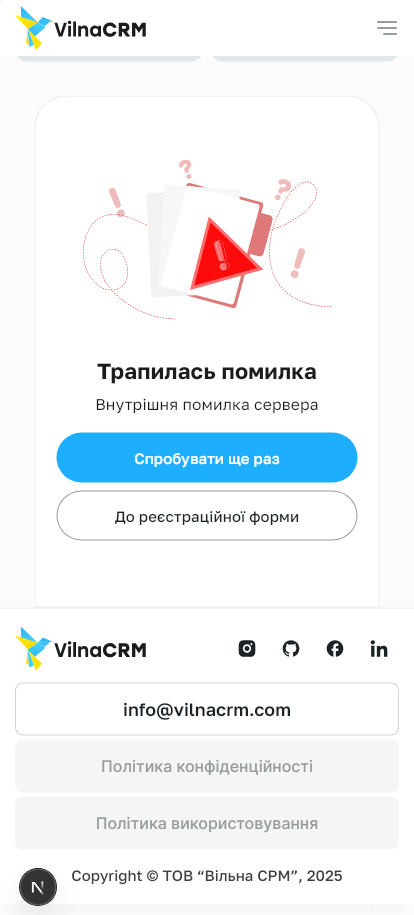 VilnaCRM
Трапилась помилка
Внутрішня помилка сервера
Спробувати ще раз
До реєстраційної форми
VilnaCRM
info@vilnacrm.com
Політика конфіденційності
Політика використовування
N
Copyright © ТОВ “Вільна СРМ”, 2025